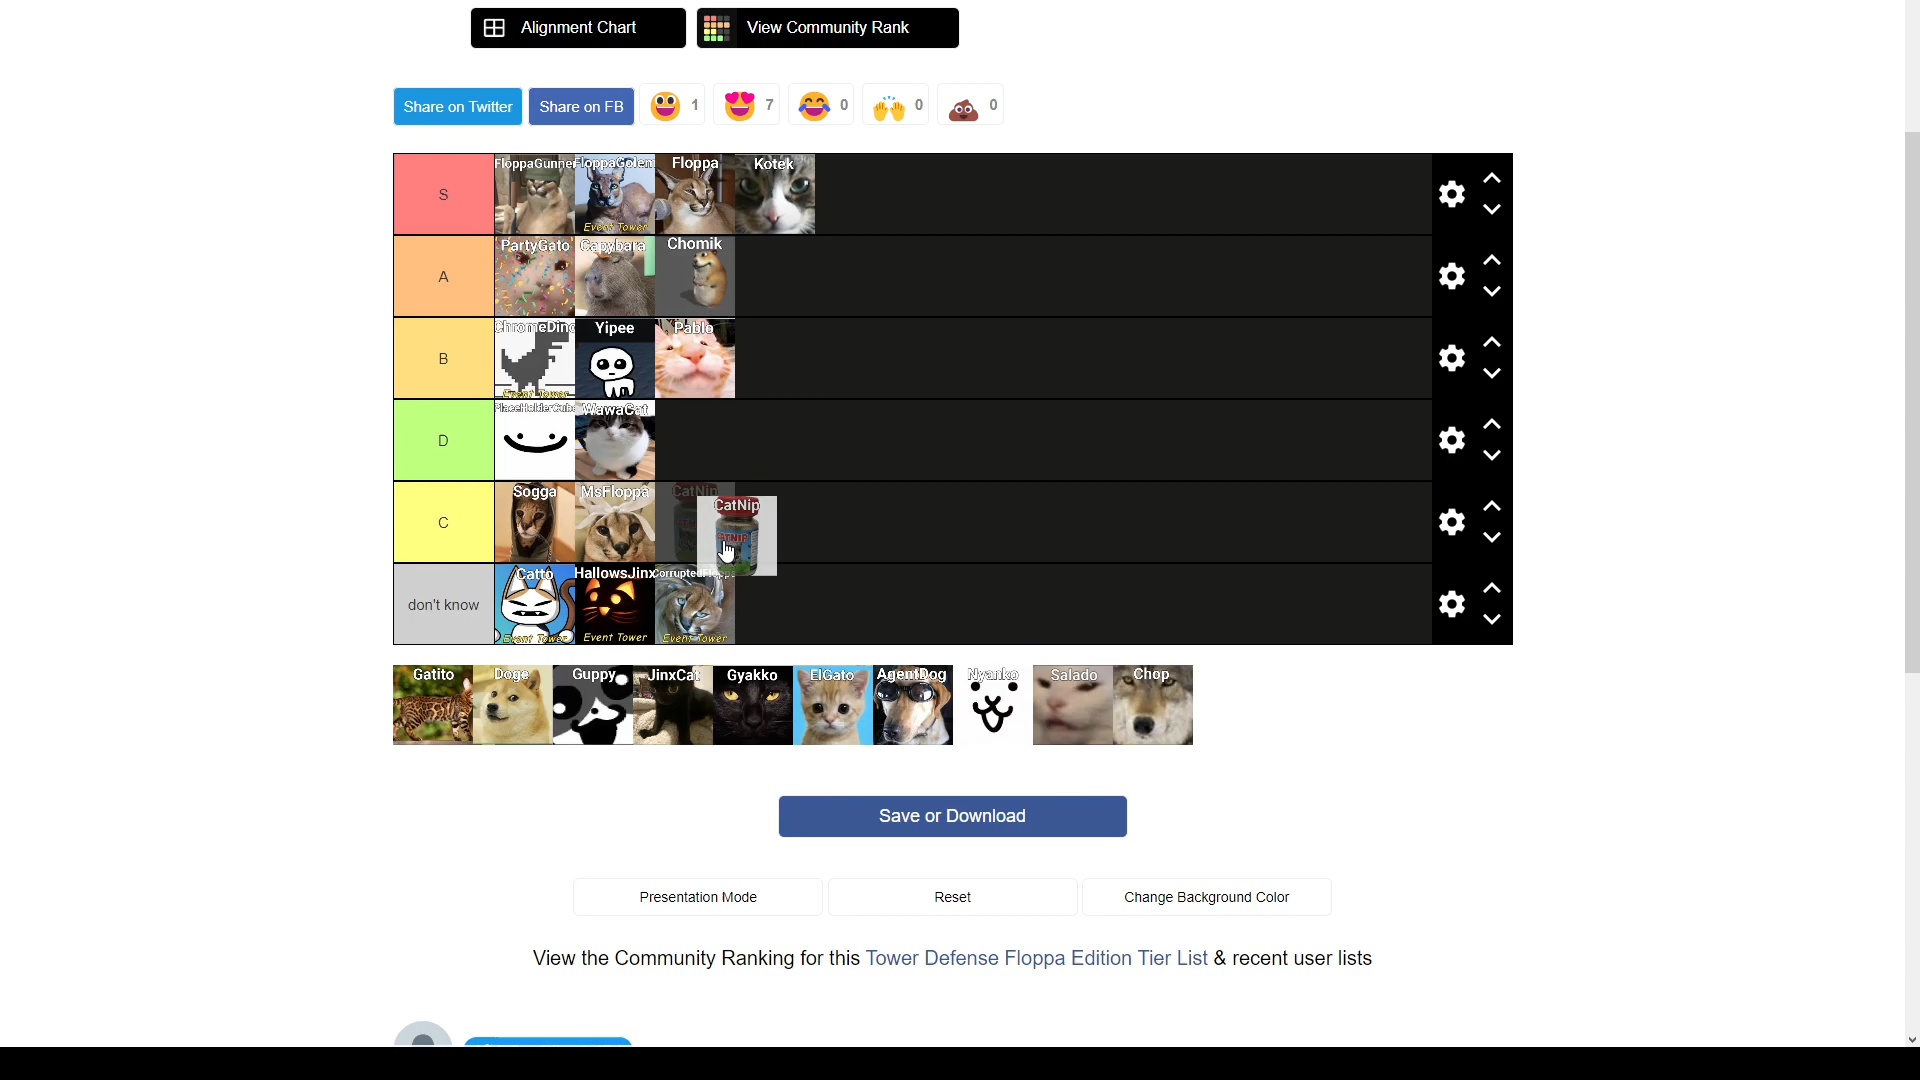 Alignment Chart
View Community Rank
Share on Twitter
Share on FB
1
7
0
0
0
S
FloppaGunner
FloppaGolem
Event Tower
Floppa
Kotek
A
PartyGato
Capybara
Chomik
B
ChromeDino
Event Tower
Yipee
Pablo
D
PlaceHolderCube
WawaCat
C
Sogga
MsFloppa
CatNip
CatNip
CATNIP
don't know
Catto
Event Tower
HallowsJinx
Event Tower
CorruptedFloppa
Event Tower
Gatito
Doge
Guppy
JinxCat
Gyakko
ElGato
AgentDog
Nyanko
Salado
Chop
Save or Download
Presentation Mode
Reset
Change Background Color
View the Community Ranking for this Tower Defense Floppa Edition Tier List & recent user lists